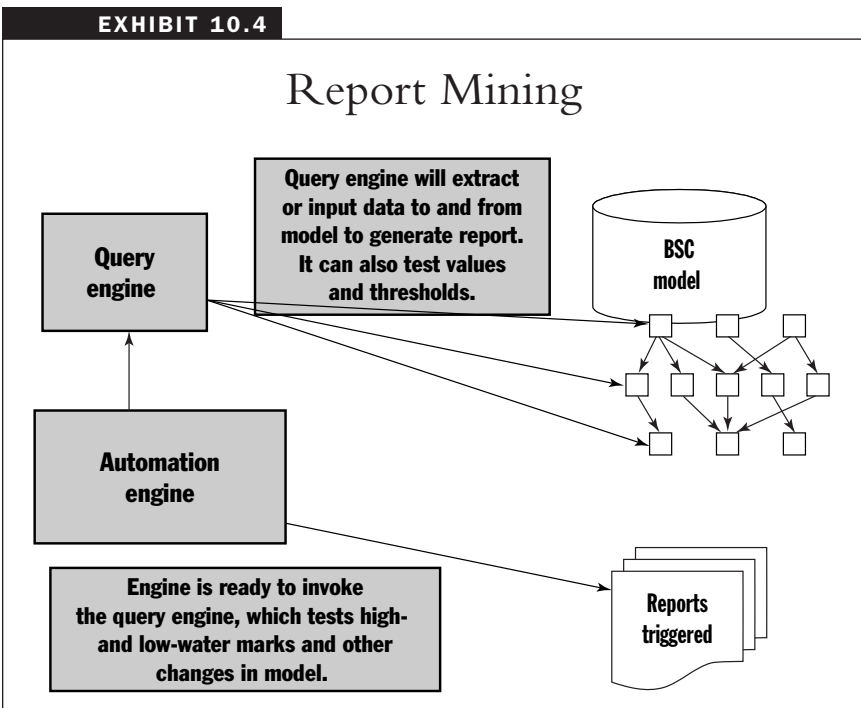 EXHIBIT 10.4
Report Mining
Query engine will extract
or input data to and from
model to generate report.
It can also test values
and thresholds.
Query
engine
BSC
model
Automation
engine
Engine is ready to invoke
the query engine, which tests high-
and low-water marks and other
changes in model.
Reports
triggered